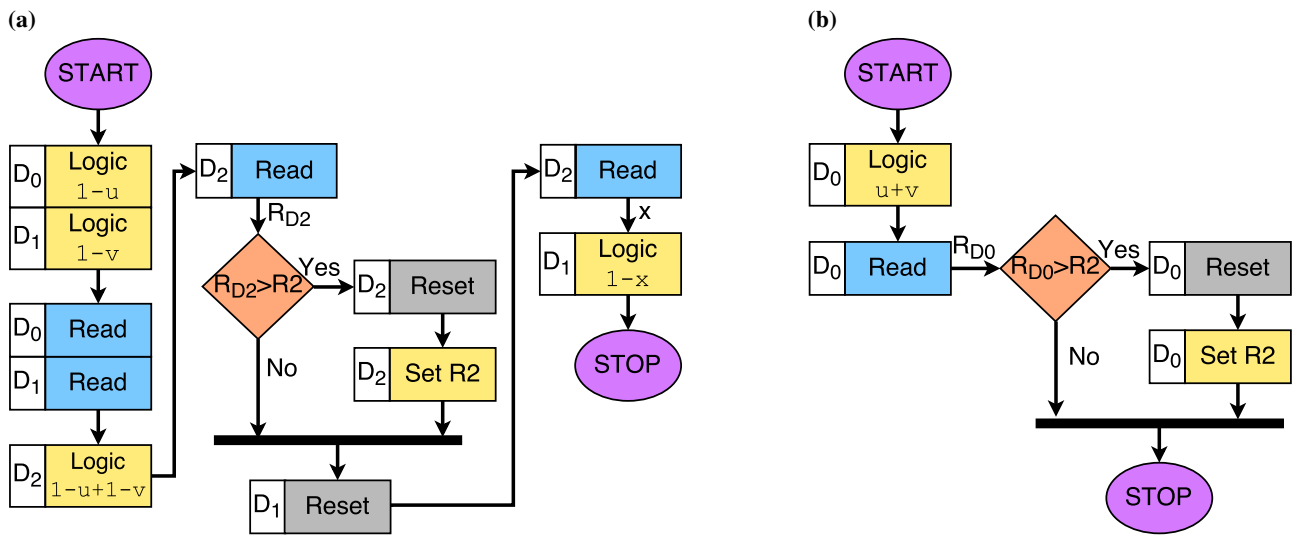 (a)
START
D0
Logic
1-u
D1
Logic
1-v
D0
Read
D1
Read
D2
Logic
1-u+1-v
D2
Read
RD2
RD2>R2
Yes
No
D2
Reset
D2
Set R2
D1
Reset
D2
Read
x
D1
Logic
1-x
STOP
(b)
START
D0
Logic
u+v
D0
Read
RD0
RD0>R2
Yes
No
D0
Reset
D0
Set R2
STOP